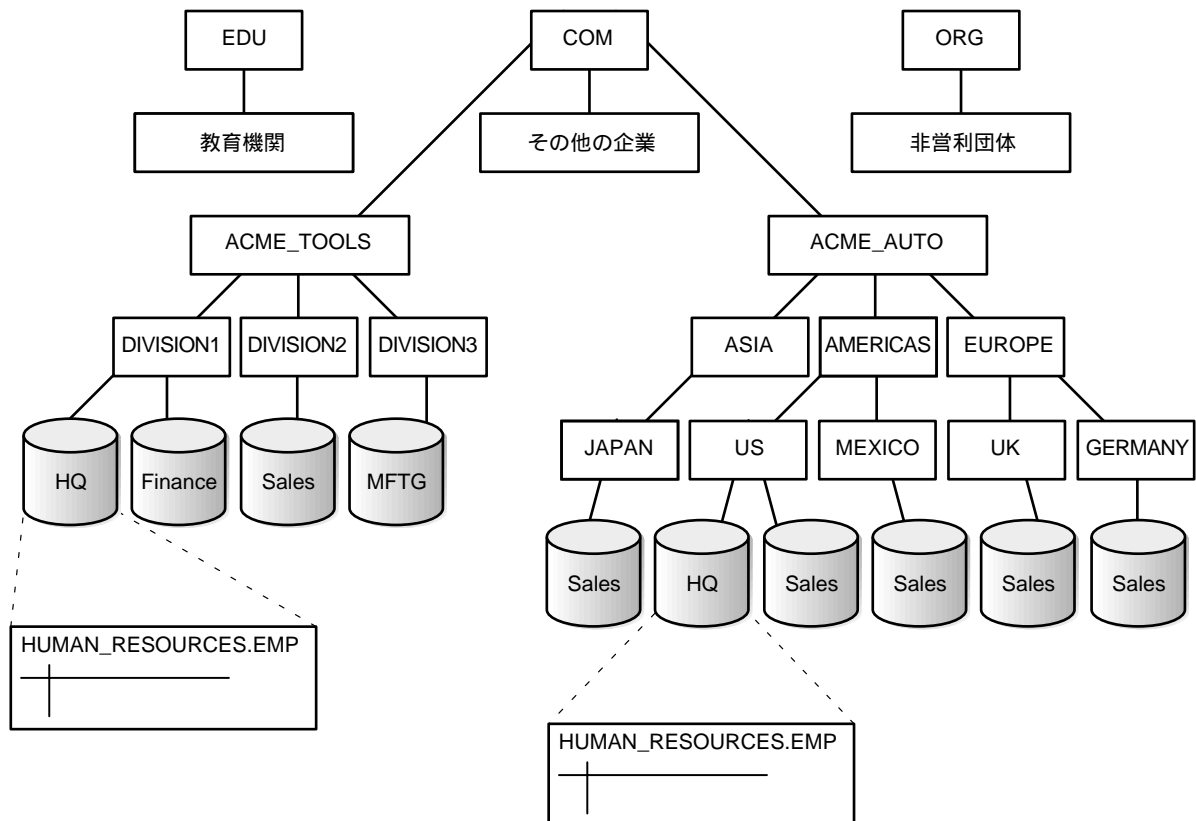 EDU
COM
ORG
教育機関
その他の企業
非営利団体
ACME_TOOLS
ACME_AUTO
DIVISION1
DIVISION2
DIVISION3
ASIA
AMERICAS
EUROPE
JAPAN
US
MEXICO
UK
GERMANY
HQ
Finance
Sales
MFTG
Sales
HQ
Sales
Sales
Sales
Sales
HUMAN_RESOURCES.EMP
HUMAN_RESOURCES.EMP